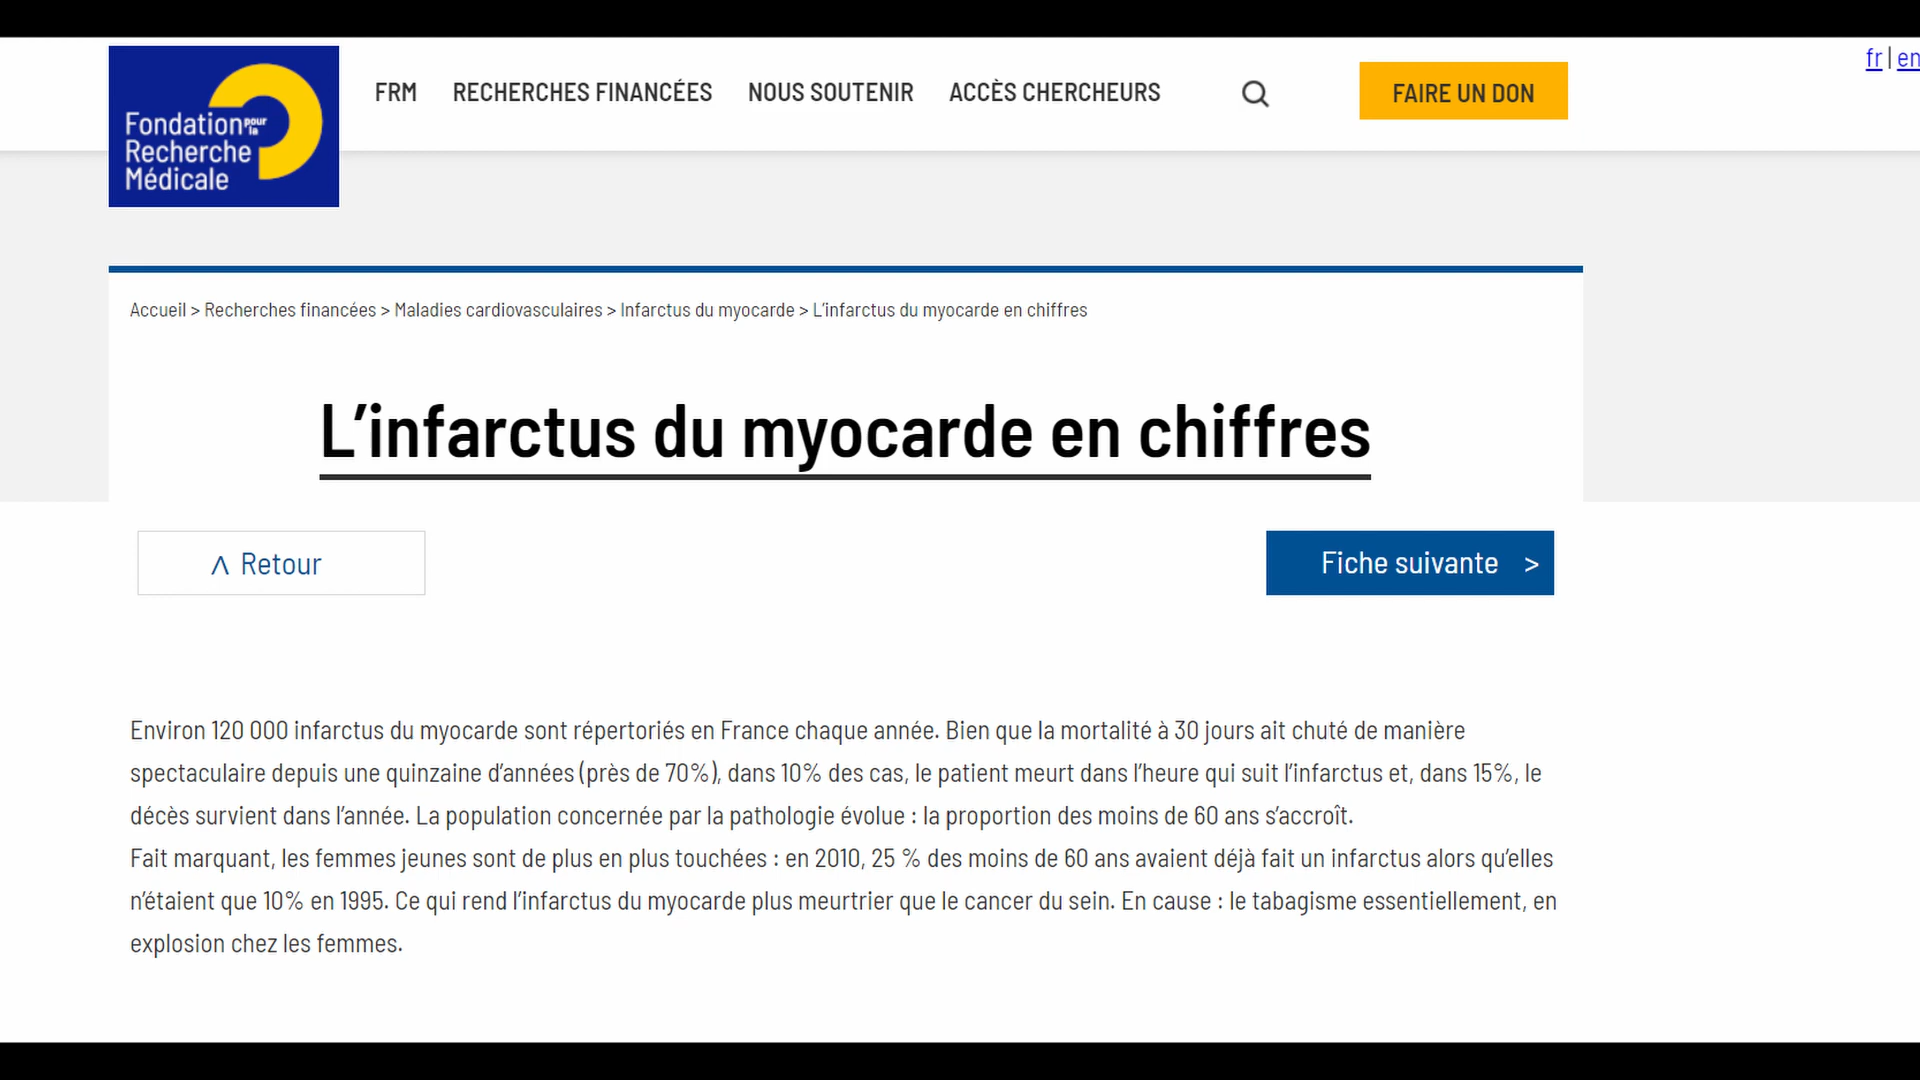 fr | en
Fondation pour la
Recherche
Médicale
FRM RECHERCHES FINANCÉES NOUS SOUTENIR ACCÈS CHERCHEURS FAIRE UN DON
Accueil > Recherches financées > Maladies cardiovasculaires > Infarctus du myocarde > L’infarctus du myocarde en chiffres
L’infarctus du myocarde en chiffres
Retour
Fiche suivante >
Environ 120 000 infarctus du myocarde sont répertoriés en France chaque année. Bien que la mortalité à 30 jours ait chuté de manière
spectaculaire depuis une quinzaine d’années (près de 70%), dans 10% des cas, le patient meurt dans l’heure qui suit l’infarctus et, dans 15%, le
décès survient dans l’année. La population concernée par la pathologie évolue : la proportion des moins de 60 ans s’accroît.
Fait marquant, les femmes jeunes sont de plus en plus touchées : en 2010, 25 % des moins de 60 ans avaient déjà fait un infarctus alors qu’elles
n’étaient que 10% en 1995. Ce qui rend l’infarctus du myocarde plus meurtrier que le cancer du sein. En cause : le tabagisme essentiellement, en
explosion chez les femmes.